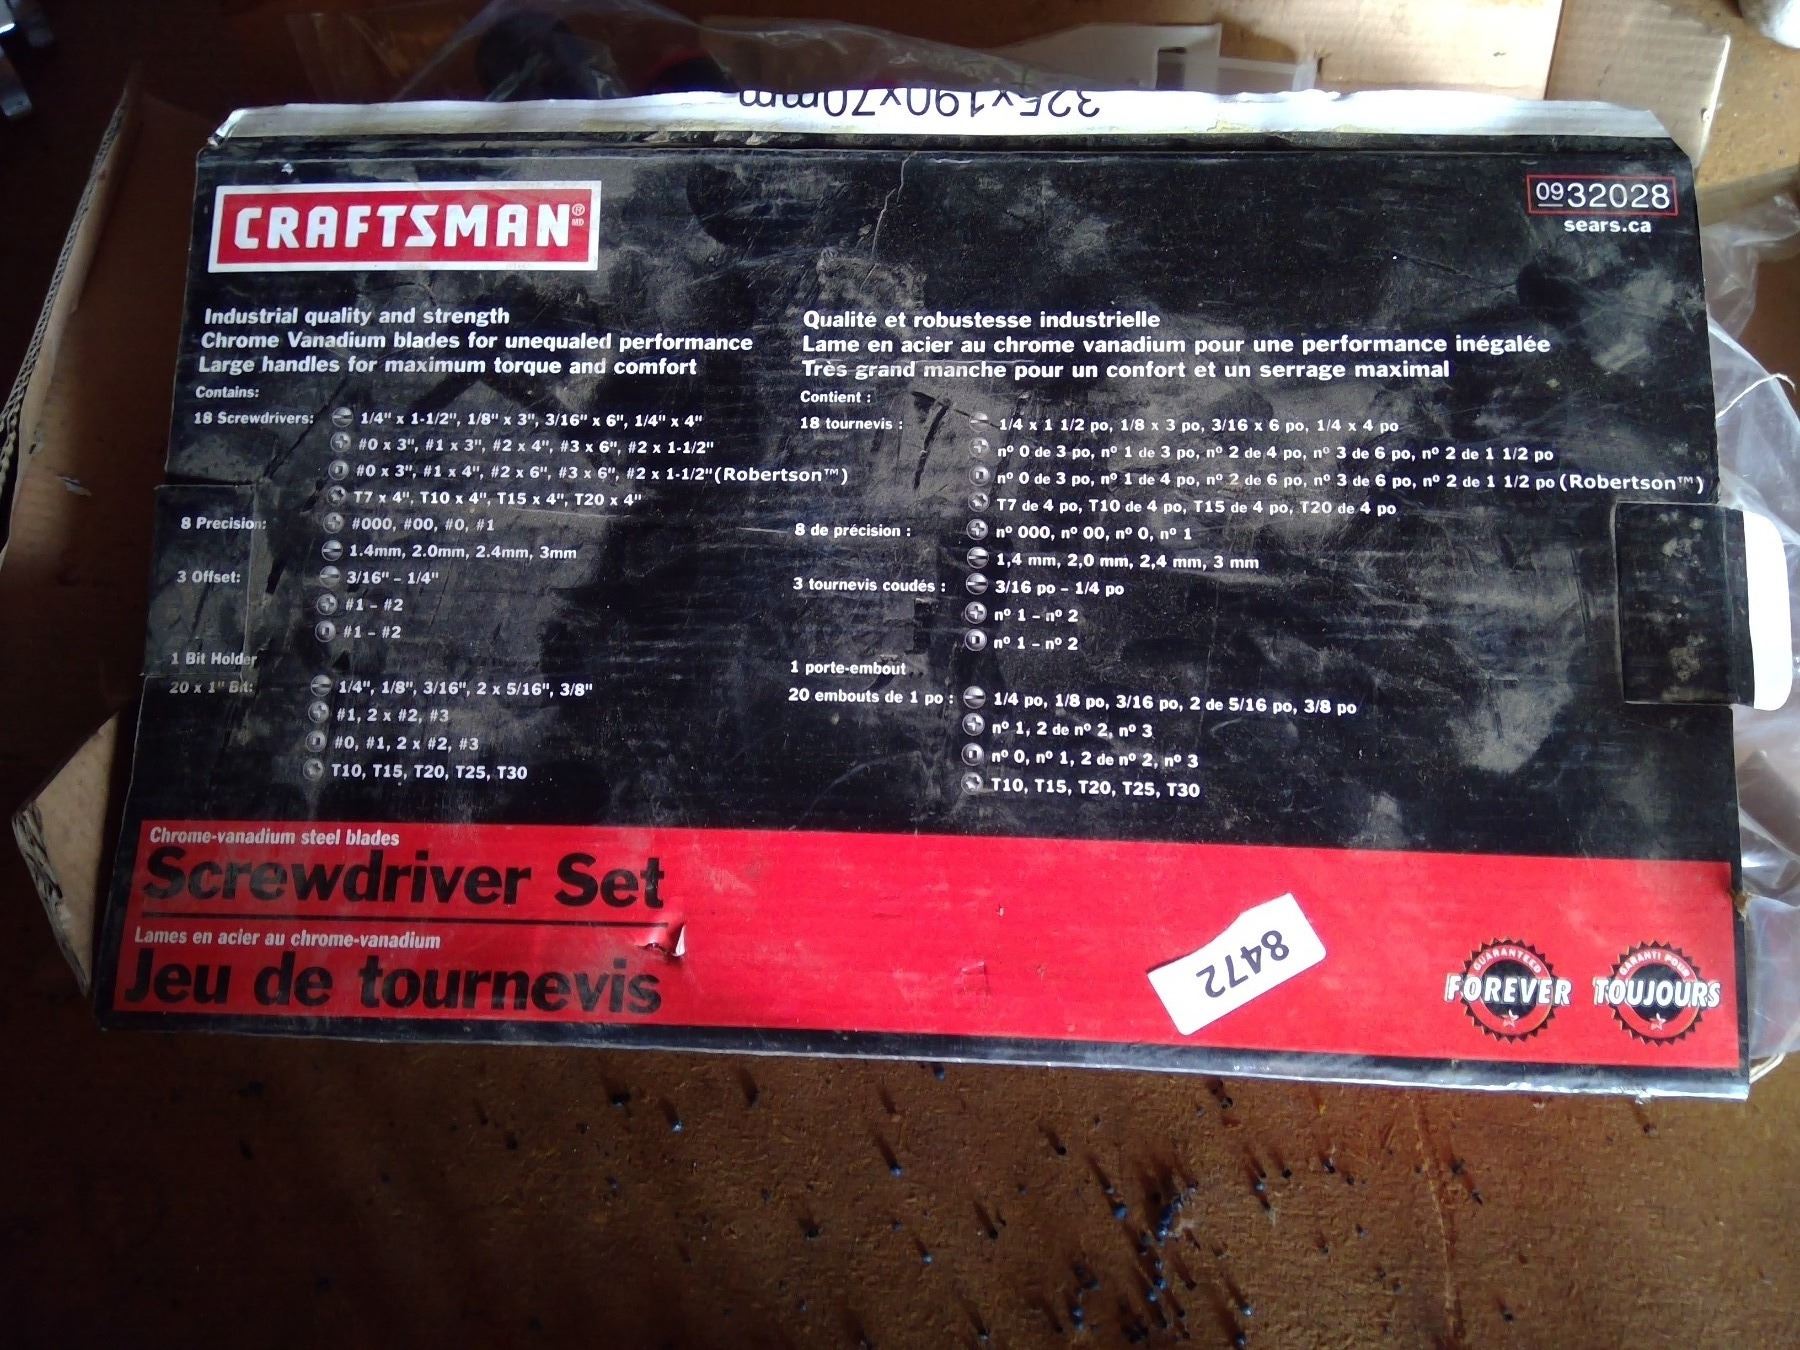 325x190x70mm
CRAFTSMAN® MD
0932028
sears.ca
Industrial quality and strength
Chrome Vanadium blades for unequaled performance
Large handles for maximum torque and comfort
Contains:
18 Screwdrivers: 1/4" x 1-1/2", 1/8" x 3", 3/16" x 6", 1/4" x 4"
#0 x 3", #1 x 3", #2 x 4", #3 x 6", #2 x 1-1/2"
#0 x 3", #1 x 4", #2 x 6", #3 x 6", #2 x 1-1/2" (Robertson™)
T7 x 4", T10 x 4", T15 x 4", T20 x 4"
8 Precision: #000, #00, #0, #1
1.4mm, 2.0mm, 2.4mm, 3mm
3 Offset: 3/16" - 1/4"
#1 - #2
#1 - #2
1 Bit Holder
20 x 1" Bit: 1/4", 1/8", 3/16", 2 x 5/16", 3/8"
#1, 2 x #2, #3
#0, #1, 2 x #2, #3
T10, T15, T20, T25, T30
Qualité et robustesse industrielle
Lame en acier au chrome vanadium pour une performance inégalée
Très grand manche pour un confort et un serrage maximal
Contient :
18 tournevis : 1/4 x 1 1/2 po, 1/8 x 3 po, 3/16 x 6 po, 1/4 x 4 po
nº 0 de 3 po, nº 1 de 3 po, nº 2 de 4 po, nº 3 de 6 po, nº 2 de 1 1/2 po
nº 0 de 3 po, nº 1 de 4 po, nº 2 de 6 po, nº 3 de 6 po, nº 2 de 1 1/2 po (Robertson™)
T7 de 4 po, T10 de 4 po, T15 de 4 po, T20 de 4 po
8 de précision : nº 000, nº 00, nº 0, nº 1
1,4 mm, 2,0 mm, 2,4 mm, 3 mm
3 tournevis coudés : 3/16 po - 1/4 po
nº 1 - nº 2
nº 1 - nº 2
1 porte-embout
20 embouts de 1 po : 1/4 po, 1/8 po, 3/16 po, 2 de 5/16 po, 3/8 po
nº 1, 2 de nº 2, nº 3
nº 0, nº 1, 2 de nº 2, nº 3
T10, T15, T20, T25, T30
Chrome-vanadium steel blades
Screwdriver Set
Lames en acier au chrome-vanadium
Jeu de tournevis
8472
GUARANTEED
FOREVER
GARANTI POUR
TOUJOURS